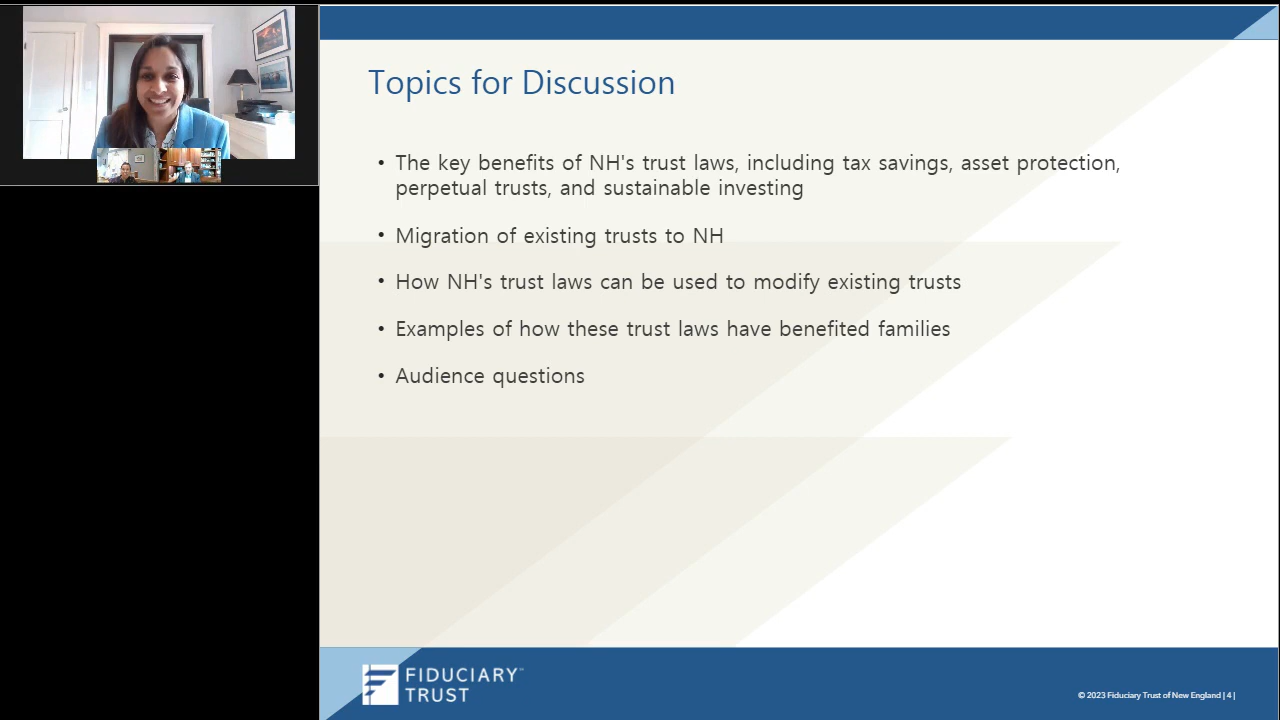 Topics for Discussion
• The key benefits of NH's trust laws, including tax savings, asset protection,
perpetual trusts, and sustainable investing
• Migration of existing trusts to NH
• How NH's trust laws can be used to modify existing trusts
• Examples of how these trust laws have benefited families
• Audience questions
FIDUCIARY™
TRUST
© 2023 Fiduciary Trust of New England | 4 |